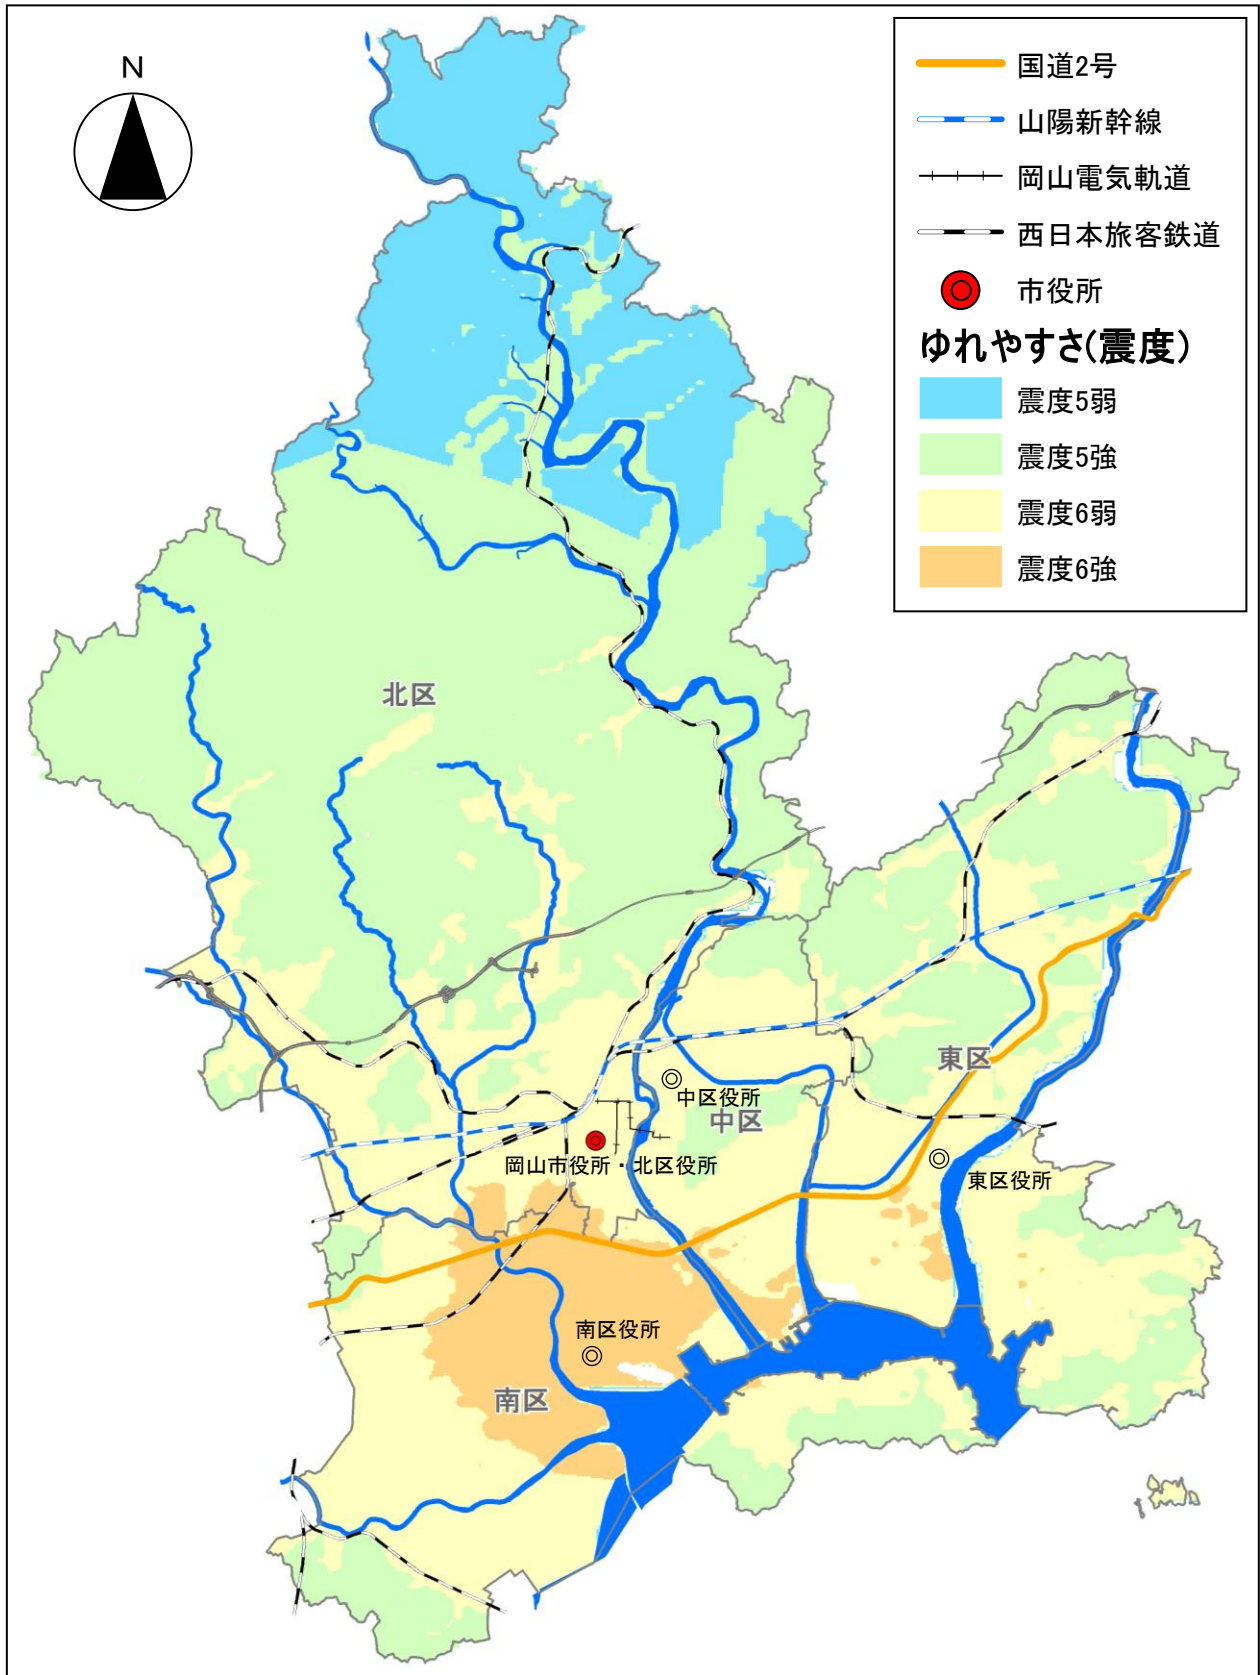 N
国道2号
山陽新幹線
岡山電気軌道
西日本旅客鉄道
市役所
ゆれやすさ(震度)
震度5弱
震度5強
震度6弱
震度6強
北区
東区
中区役所
中区
岡山市役所・北区役所
東区役所
南区役所
南区